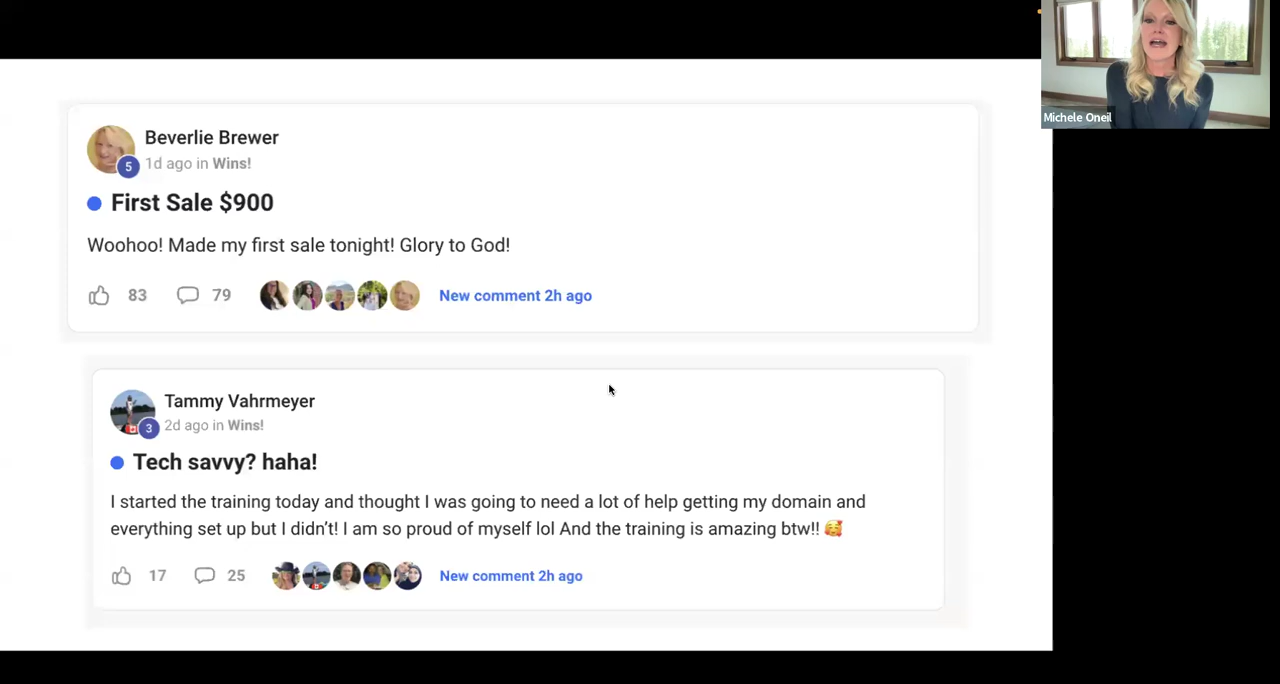 Michele Oneil
Beverlie Brewer
5
1d ago in Wins!
First Sale $900
Woohoo! Made my first sale tonight! Glory to God!
83 79 New comment 2h ago
Tammy Vahrmeyer
3
2d ago in Wins!
Tech savvy? haha!
I started the training today and thought I was going to need a lot of help getting my domain and
everything set up but I didn’t! I am so proud of myself lol And the training is amazing btw!! 🥰
17 25 New comment 2h ago